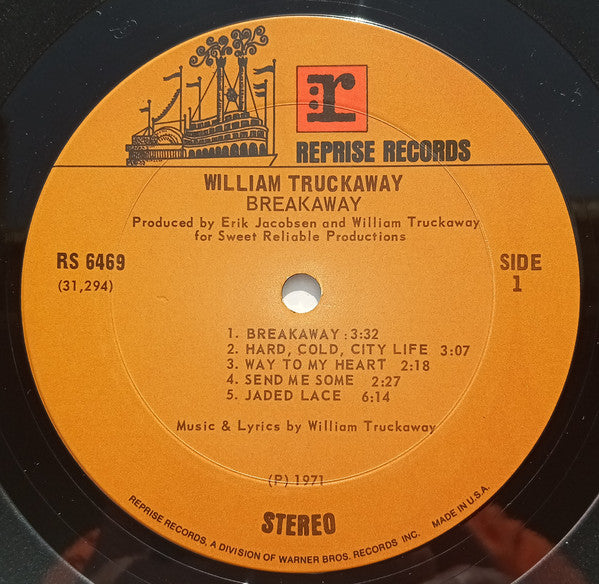 r
REPRISE RECORDS
WILLIAM TRUCKAWAY
BREAKAWAY
Produced by Erik Jacobsen and William Truckaway
for Sweet Reliable Productions
RS 6469
(31,294)
SIDE
1
1. BREAKAWAY : 3:32
2. HARD, COLD, CITY LIFE 3:07
3. WAY TO MY HEART 2:18
4. SEND ME SOME 2:27
5. JADED LACE 6:14
Music & Lyrics by William Truckaway
(P) 1971
STEREO
REPRISE RECORDS, A DIVISION OF WARNER BROS. RECORDS INC. MADE IN U.S.A.